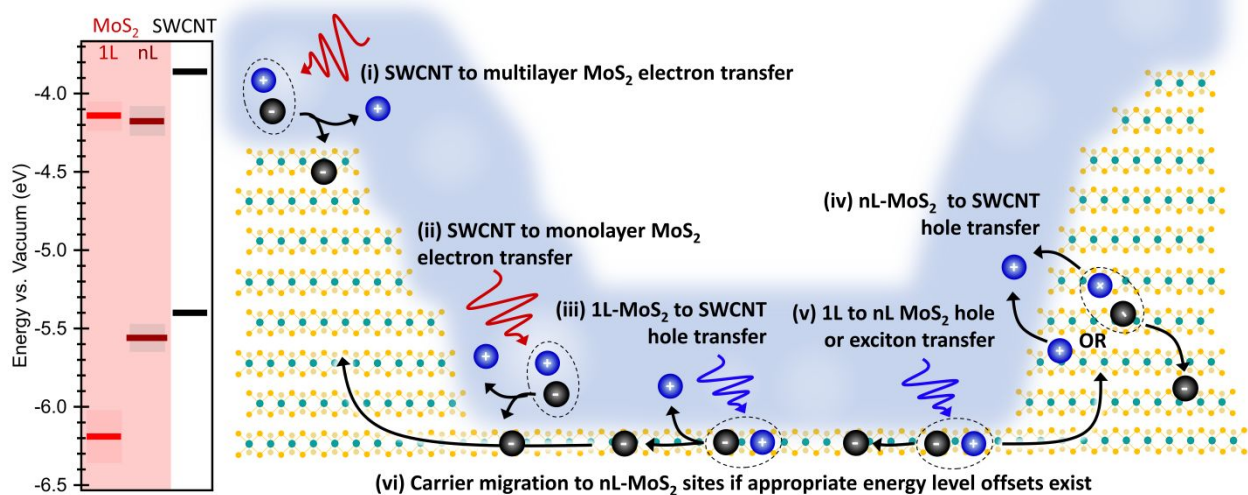 MoS₂ SWCNT
1L nL
Energy vs. Vacuum (eV)
-4.0
-4.5
-5.0
-5.5
-6.0
-6.5
(i) SWCNT to multilayer MoS₂ electron transfer
(ii) SWCNT to monolayer MoS₂
electron transfer
(iii) 1L-MoS₂ to SWCNT
hole transfer
(iv) nL-MoS₂ to SWCNT
hole transfer
(v) 1L to nL MoS₂ hole
or exciton transfer
OR
(vi) Carrier migration to nL-MoS₂ sites if appropriate energy level offsets exist